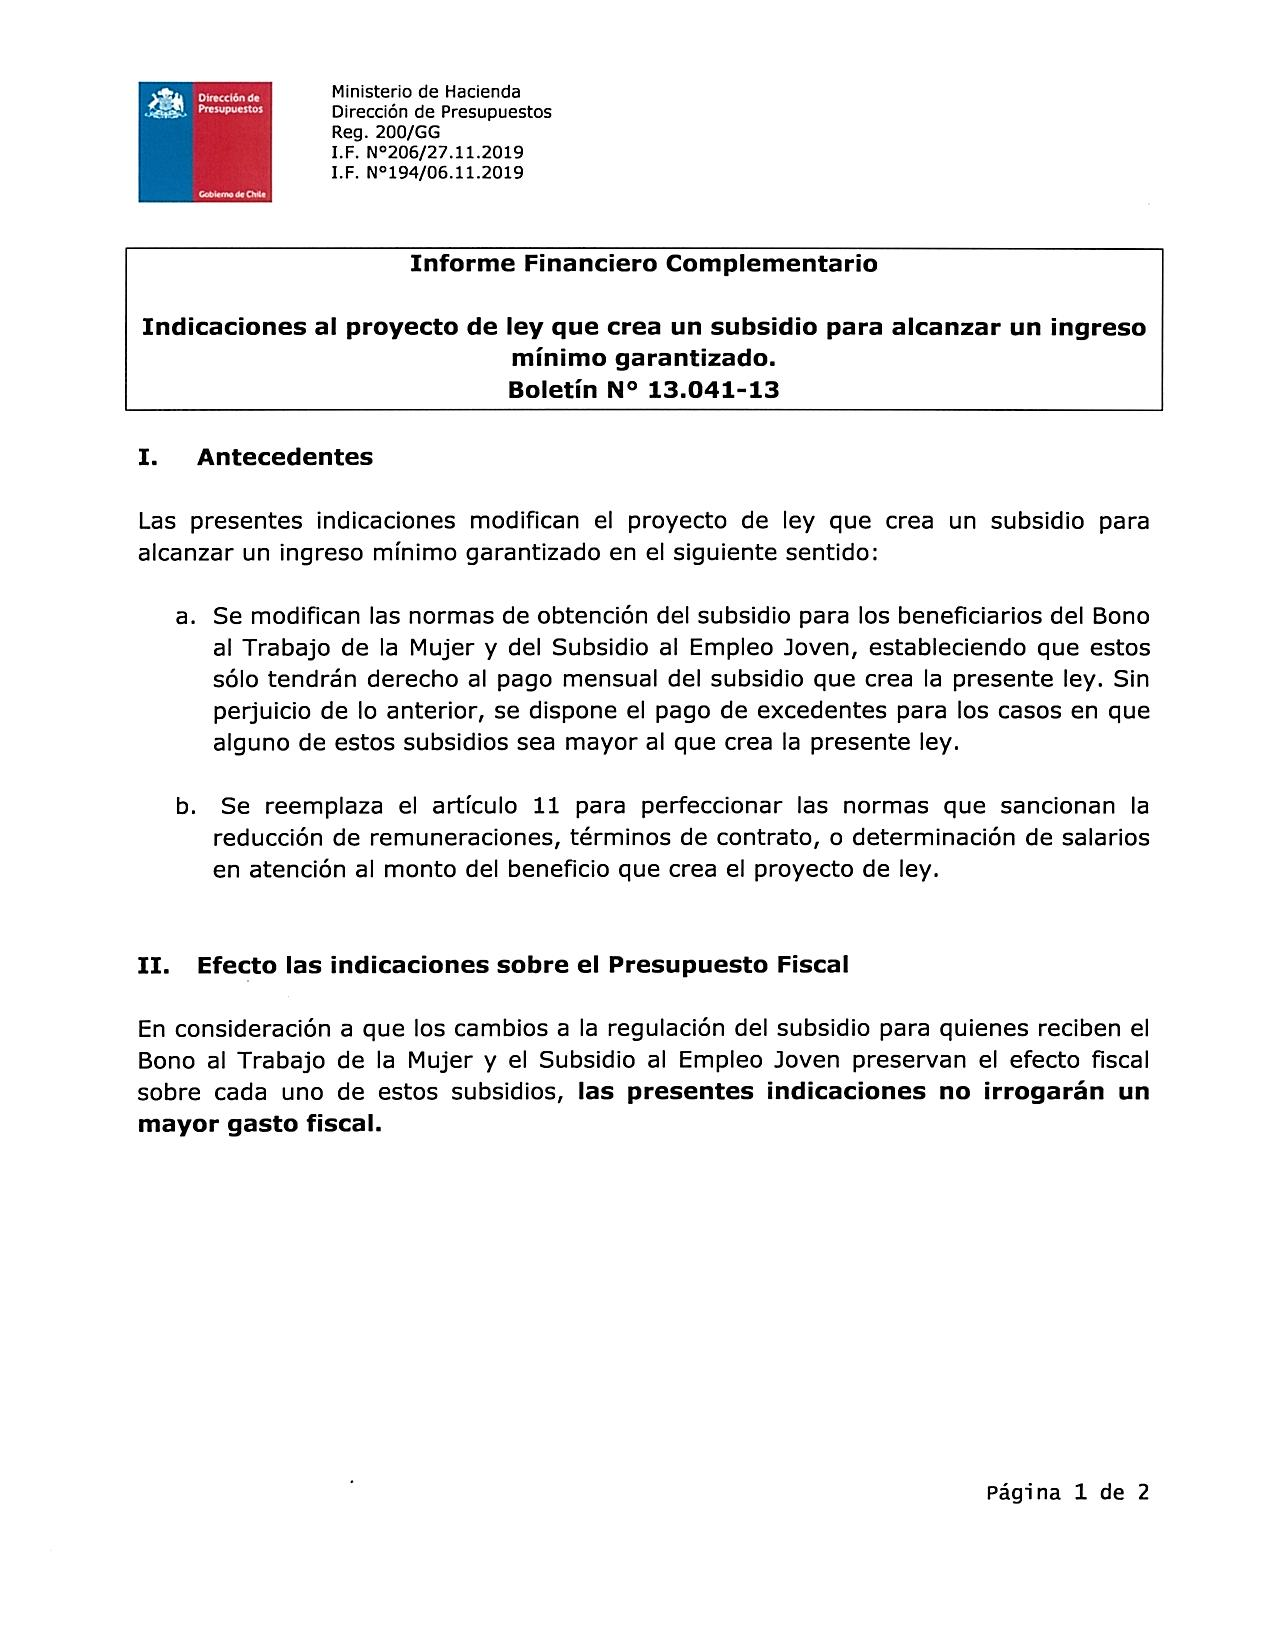 Dirección de
Presupuestos
Gobierno de Chile
Ministerio de Hacienda
Dirección de Presupuestos
Reg. 200/GG
I.F. N°206/27.11.2019
I.F. N°194/06.11.2019
Informe Financiero Complementario
Indicaciones al proyecto de ley que crea un subsidio para alcanzar un ingreso
mínimo garantizado.
Boletín N° 13.041-13
I. Antecedentes
Las presentes indicaciones modifican el proyecto de ley que crea un subsidio para
alcanzar un ingreso mínimo garantizado en el siguiente sentido:
a. Se modifican las normas de obtención del subsidio para los beneficiarios del Bono
al Trabajo de la Mujer y del Subsidio al Empleo Joven, estableciendo que estos
sólo tendrán derecho al pago mensual del subsidio que crea la presente ley. Sin
perjuicio de lo anterior, se dispone el pago de excedentes para los casos en que
alguno de estos subsidios sea mayor al que crea la presente ley.
b. Se reemplaza el artículo 11 para perfeccionar las normas que sancionan la
reducción de remuneraciones, términos de contrato, o determinación de salarios
en atención al monto del beneficio que crea el proyecto de ley.
II. Efecto las indicaciones sobre el Presupuesto Fiscal
En consideración a que los cambios a la regulación del subsidio para quienes reciben el
Bono al Trabajo de la Mujer y el Subsidio al Empleo Joven preservan el efecto fiscal
sobre cada uno de estos subsidios, las presentes indicaciones no irrogarán un
mayor gasto fiscal.
Página 1 de 2